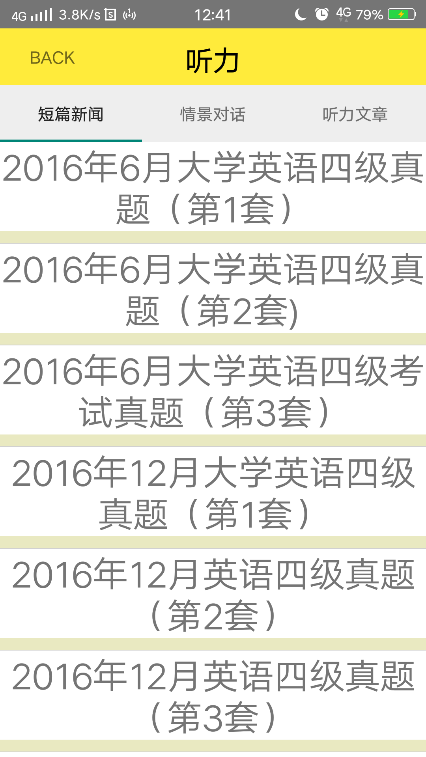 4G 3.8K/s 12:41 4G 79%
BACK 听力
短篇新闻 情景对话 听力文章
2016年6月大学英语四级真
题（第1套）
2016年6月大学英语四级真
题（第2套)
2016年6月大学英语四级考
试真题（第3套）
2016年12月大学英语四级
真题（第1套）
2016年12月英语四级真题
（第2套）
2016年12月英语四级真题
（第3套）